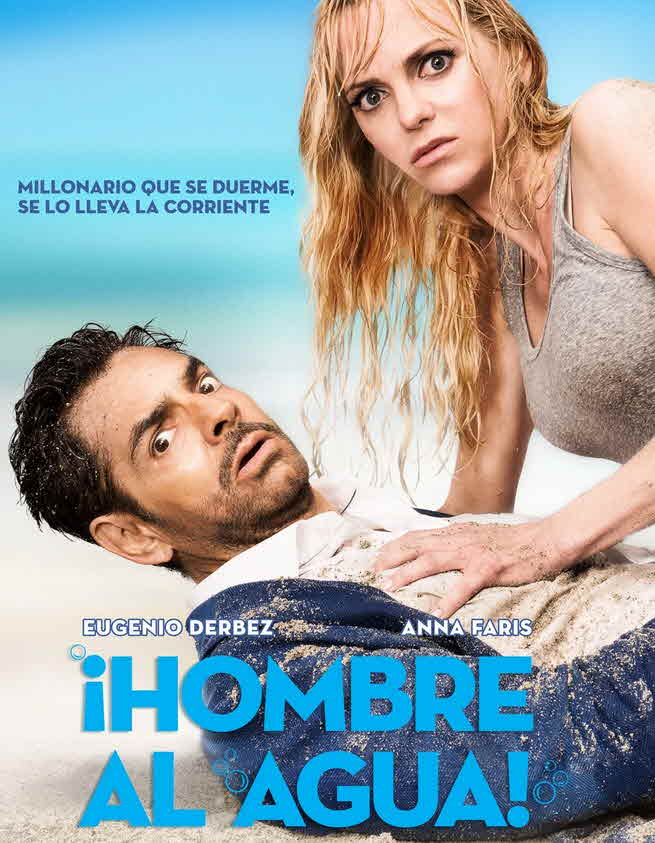 MILLONARIO QUE SE DUERME,
SE LO LLEVA LA CORRIENTE
EUGENIO DERBEZ ANNA FARIS
¡HOMBRE
AL AGUA!